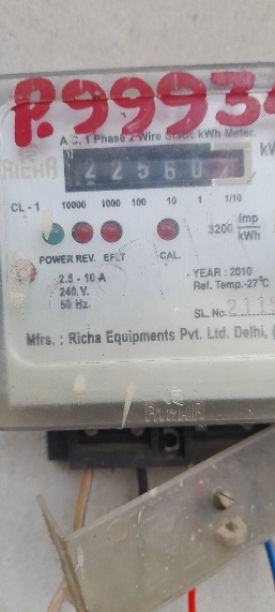 P.9993
A.C. 1 Phase 2 Wire Static kWh Meter.
RICHA
22560
CL - 1 10000 1000 100 10 1 1/10
3200 Imp/kWh
POWER REV. EFLT CAL.
2.5 - 10 A
240. V.
50 Hz.
YEAR : 2010
Ref. Temp.-27°C
SL. No. 211
Mfrs. : Richa Equipments Pvt. Ltd. Delhi,
RICHA